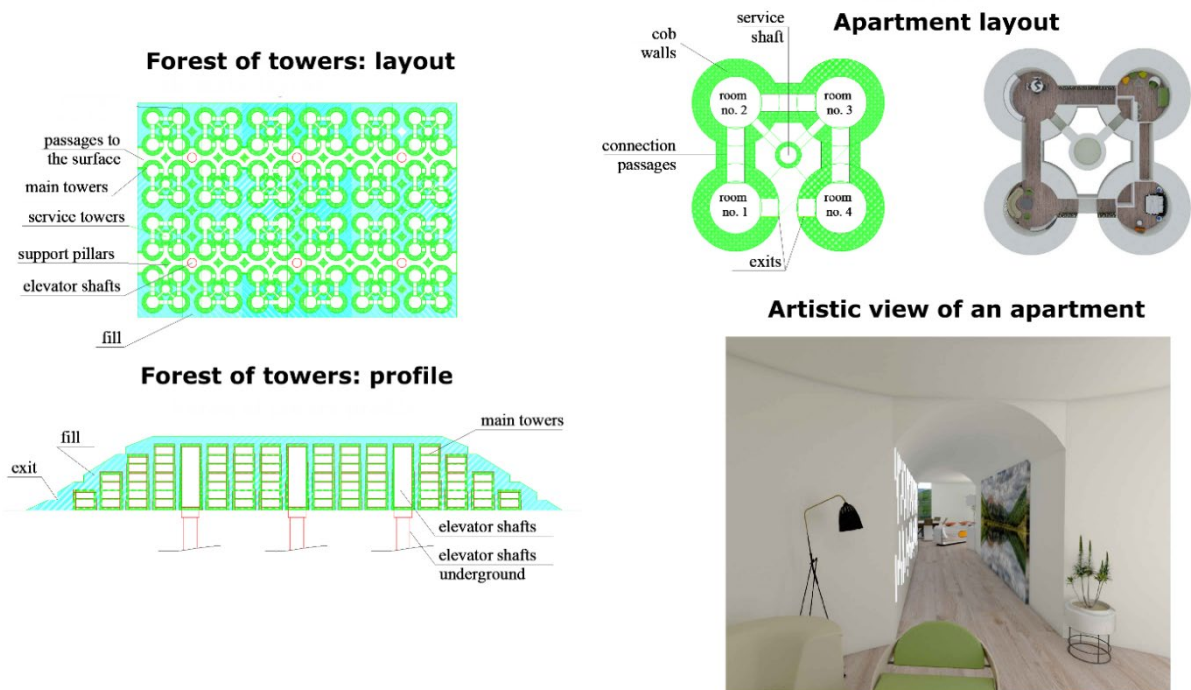 Forest of towers: layout
passages to
the surface
main towers
service towers
support pillars
elevator shafts
fill
Forest of towers: profile
main towers
fill
exit
elevator shafts
elevator shafts
underground
Apartment layout
service
shaft
cob
walls
room
no. 2
room
no. 3
connection
passages
room
no. 1
room
no. 4
exits
Artistic view of an apartment